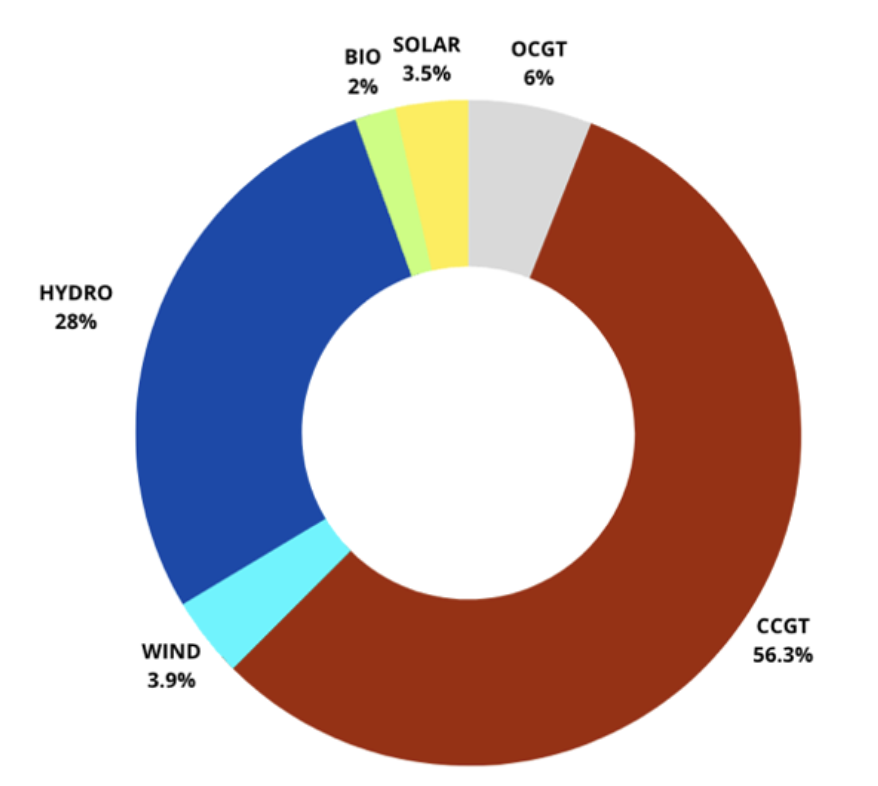 BIO
2%
SOLAR
3.5%
OCGT
6%
HYDRO
28%
CCGT
56.3%
WIND
3.9%